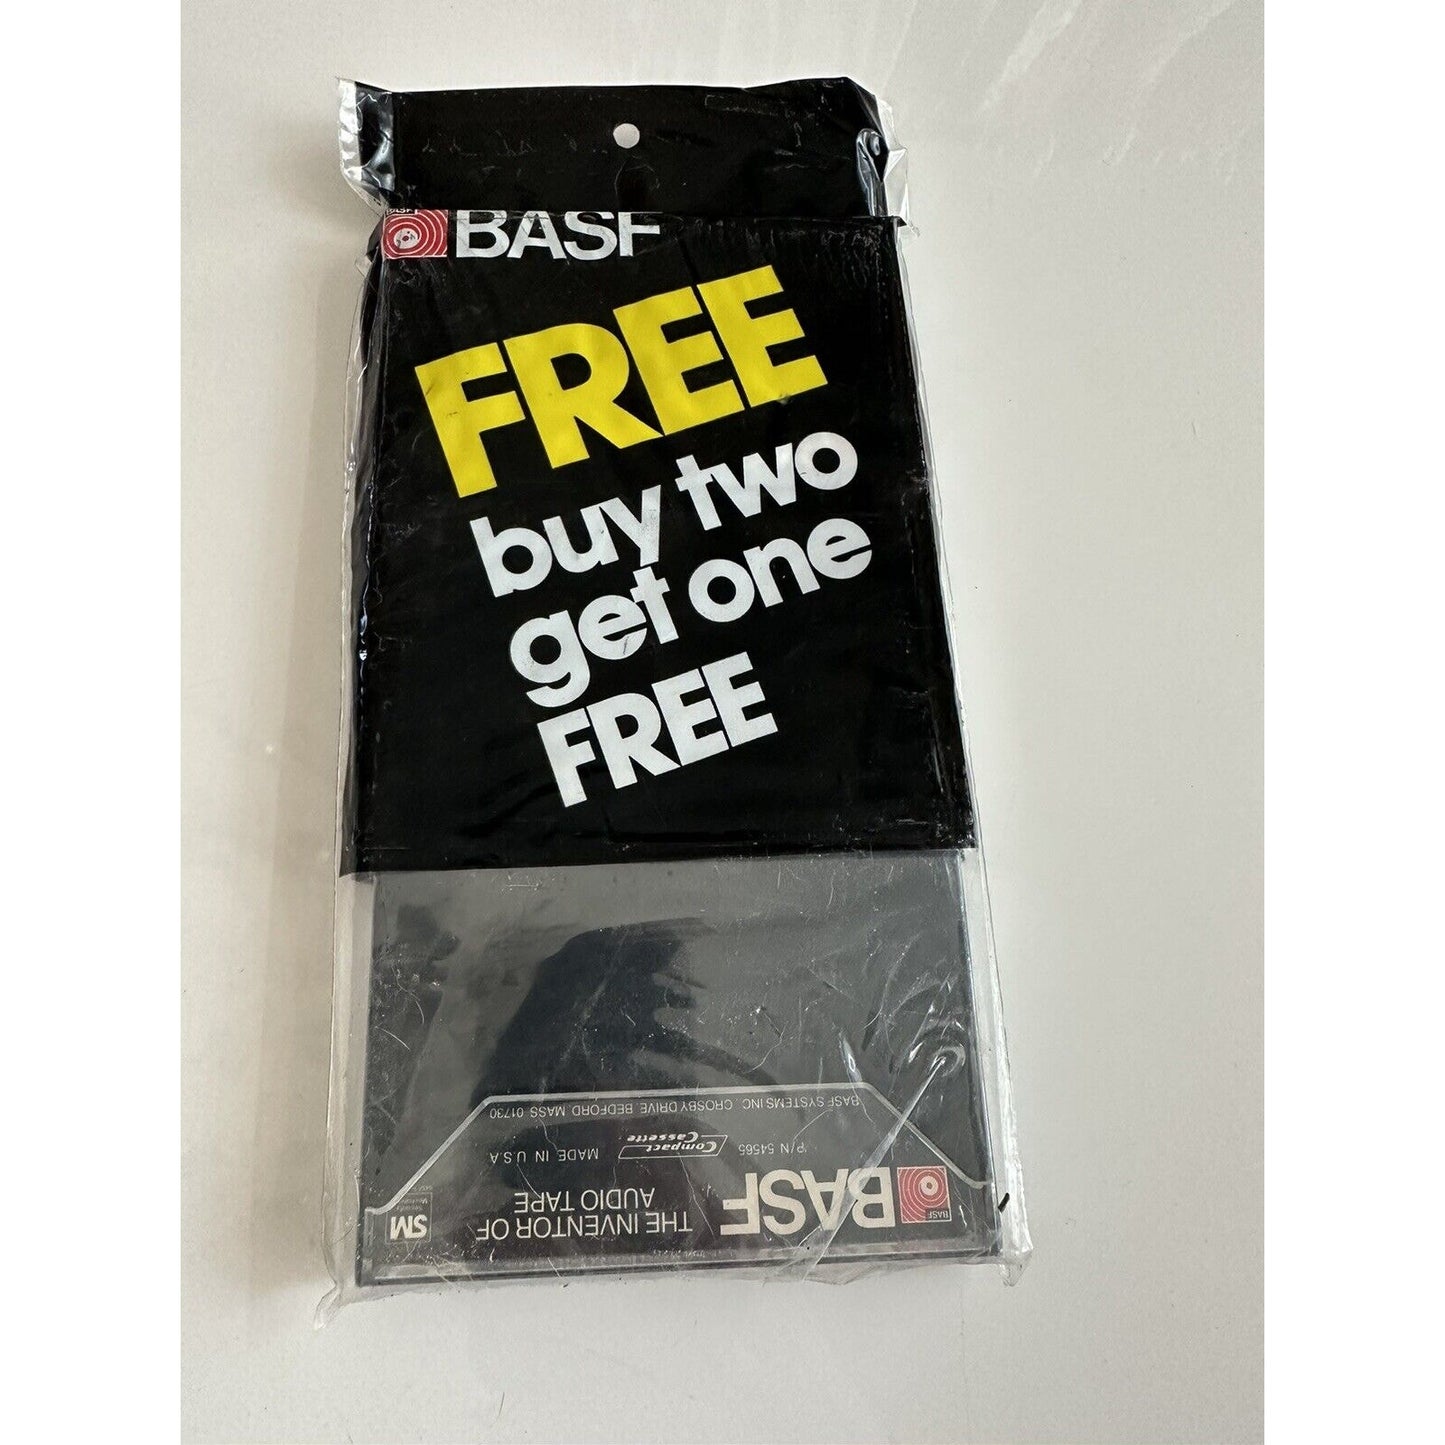 BASF BASF
FREE
buy two
get one
FREE
BASF SYSTEMS INC. CROSBY DRIVE, BEDFORD, MASS. 01730
P/N 54565 Compact Cassette MADE IN U.S.A.
BASF BASF
THE INVENTOR OF
AUDIO TAPE
SM